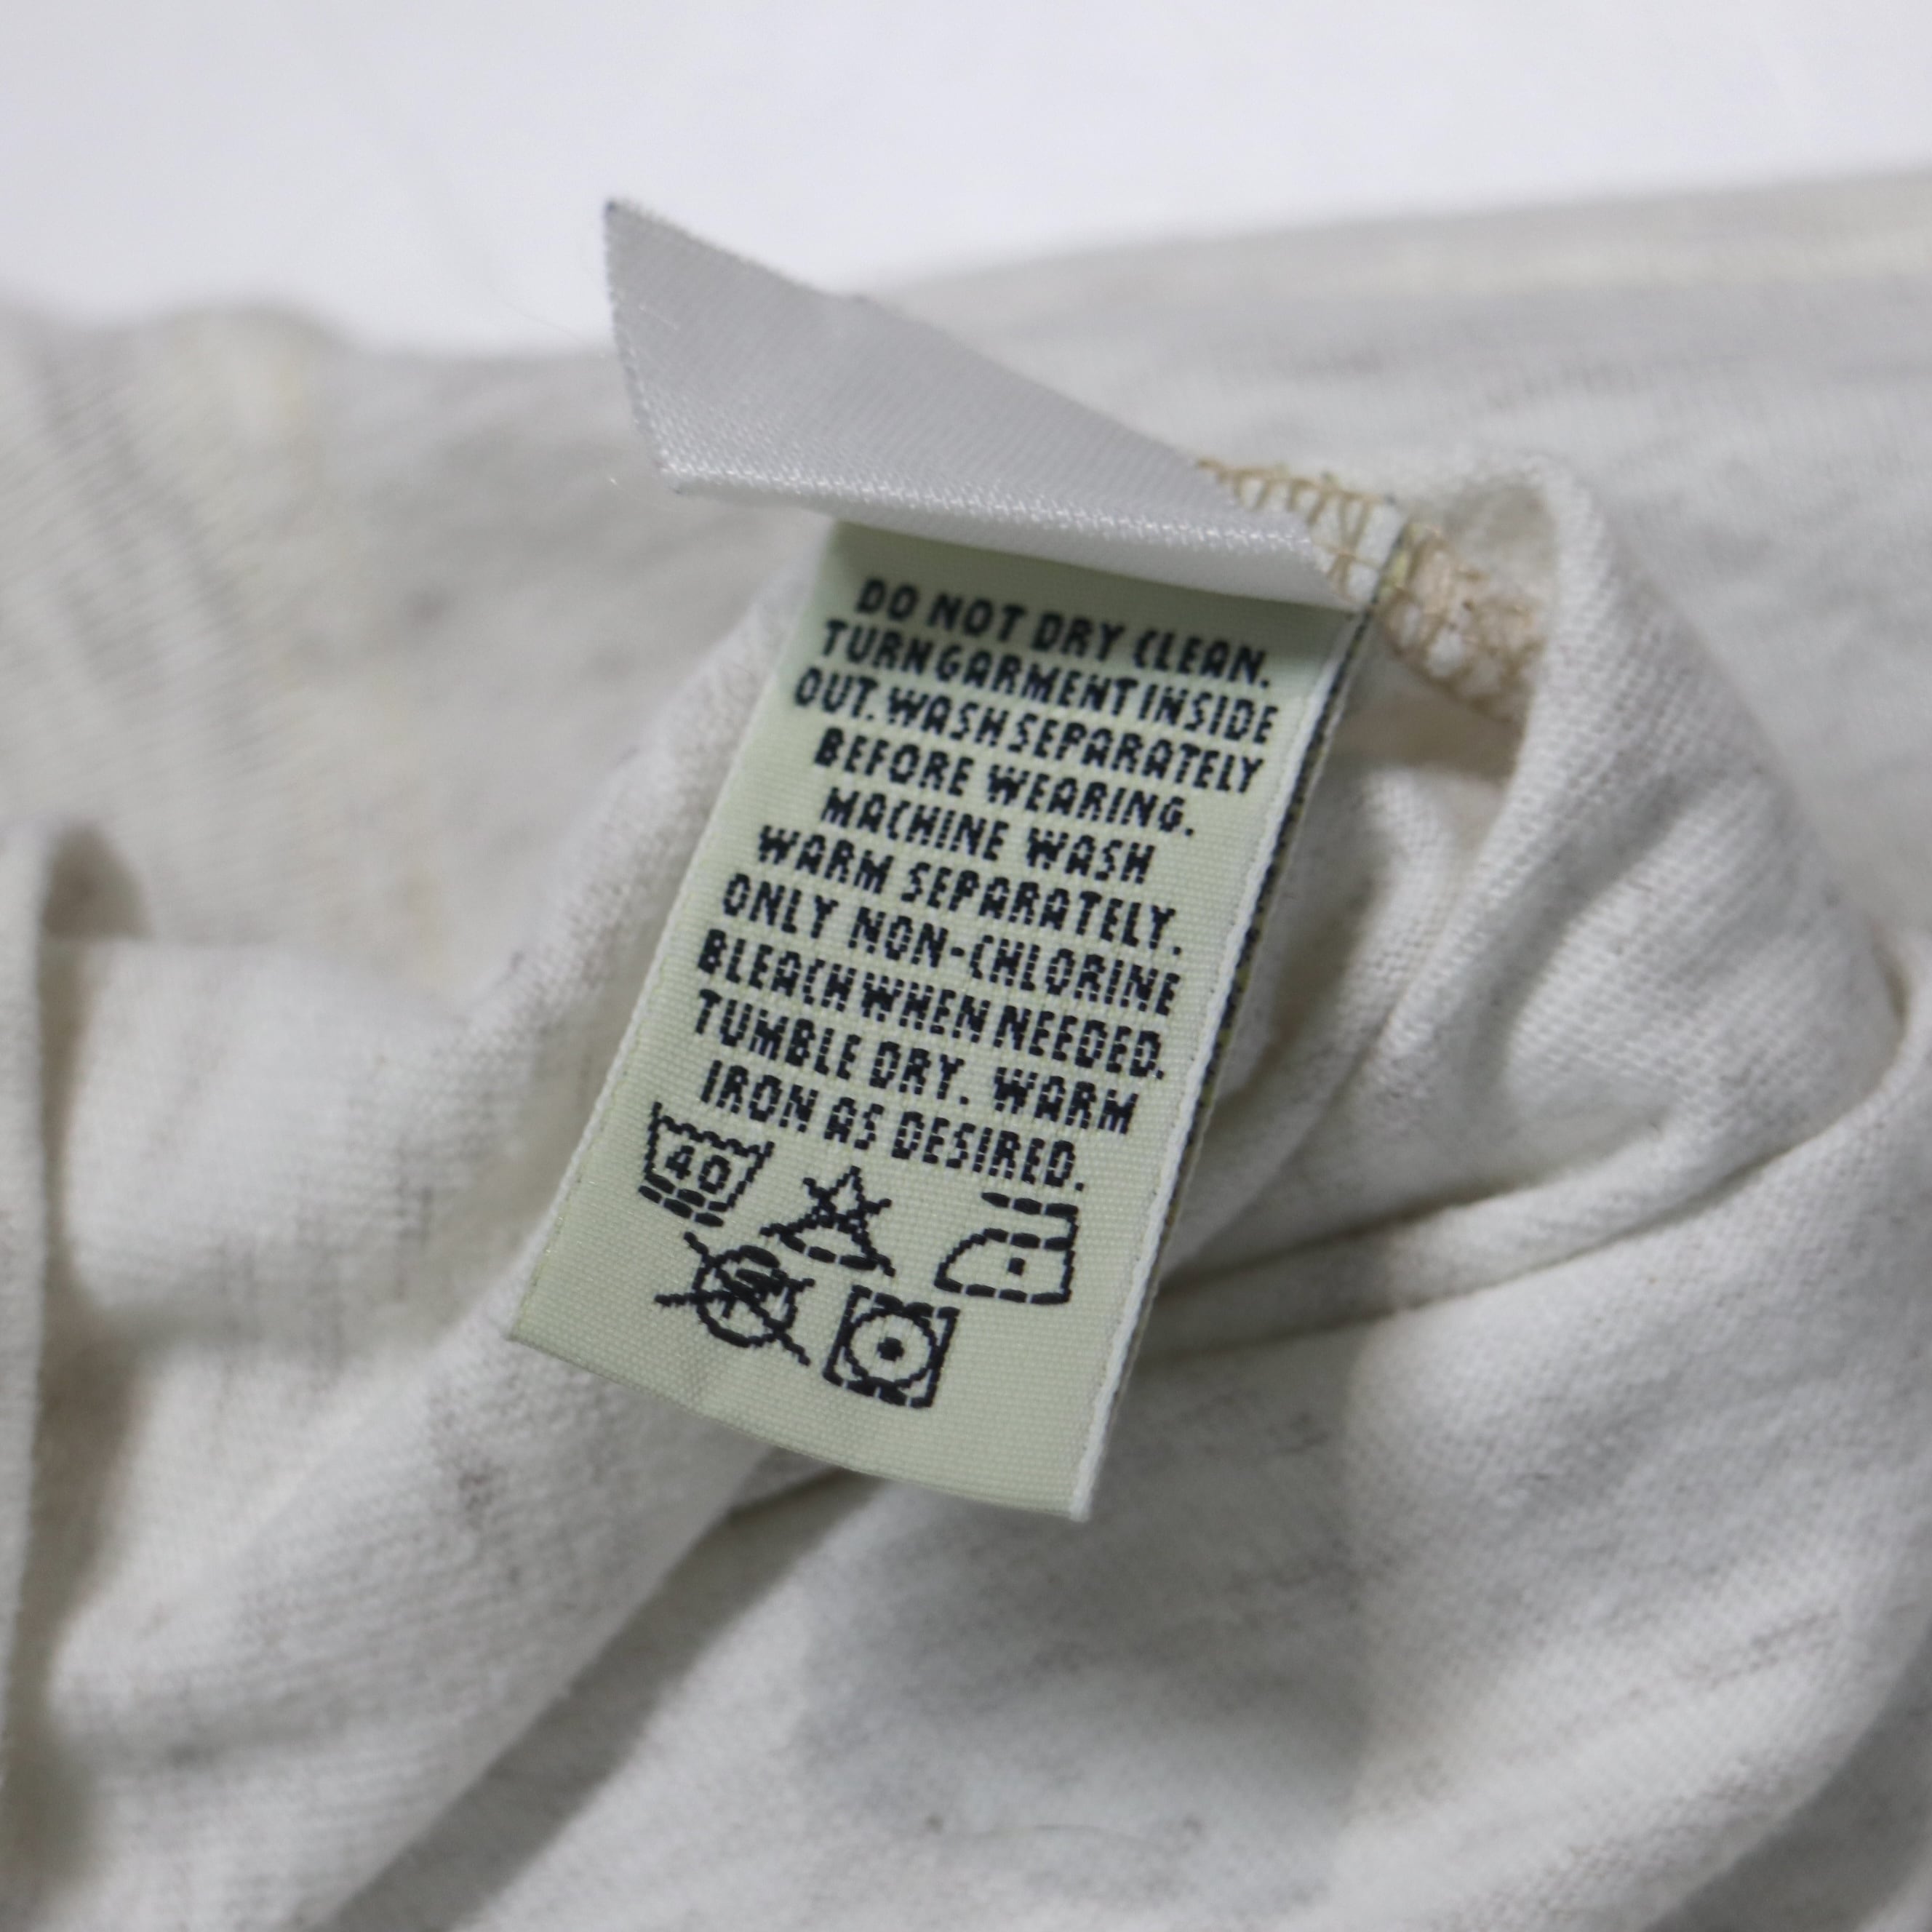 DO NOT DRY CLEAN.
TURN GARMENT INSIDE
OUT. WASH SEPARATELY
BEFORE WEARING.
MACHINE WASH
WARM SEPARATELY.
ONLY NON-CHLORINE
BLEACH WHEN NEEDED.
TUMBLE DRY. WARM
IRON AS DESIRED.
40